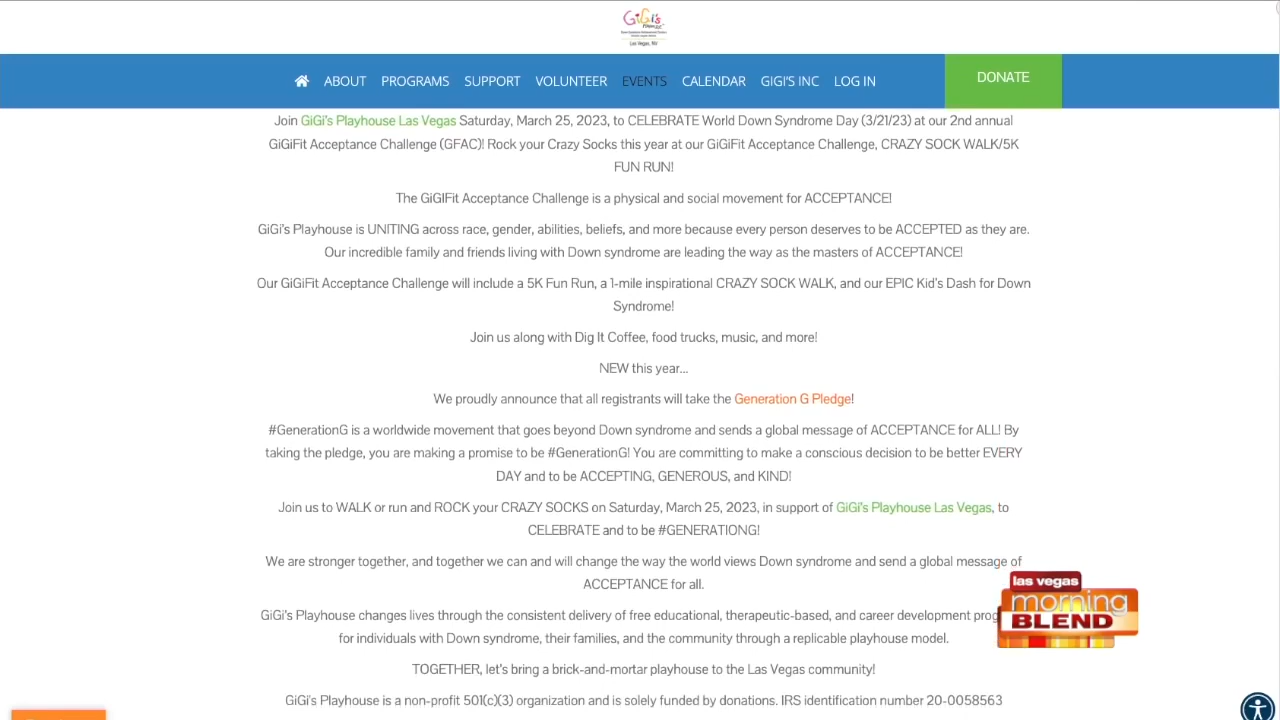 GiGi's
Playhouse
Las Vegas, NV
ABOUT PROGRAMS SUPPORT VOLUNTEER EVENTS CALENDAR GIGI'S INC LOG IN DONATE
Join GiGi's Playhouse Las Vegas Saturday, March 25, 2023, to CELEBRATE World Down Syndrome Day (3/21/23) at our 2nd annual
GiGiFit Acceptance Challenge (GFAC)! Rock your Crazy Socks this year at our GiGiFit Acceptance Challenge, CRAZY SOCK WALK/5K
FUN RUN!
The GiGIFit Acceptance Challenge is a physical and social movement for ACCEPTANCE!
GiGi's Playhouse is UNITING across race, gender, abilities, beliefs, and more because every person deserves to be ACCEPTED as they are.
Our incredible family and friends living with Down syndrome are leading the way as the masters of ACCEPTANCE!
Our GiGiFit Acceptance Challenge will include a 5K Fun Run, a 1-mile inspirational CRAZY SOCK WALK, and our EPIC Kid's Dash for Down
Syndrome!
Join us along with Dig It Coffee, food trucks, music, and more!
NEW this year...
We proudly announce that all registrants will take the Generation G Pledge!
#GenerationG is a worldwide movement that goes beyond Down syndrome and sends a global message of ACCEPTANCE for ALL! By
taking the pledge, you are making a promise to be #GenerationG! You are committing to make a conscious decision to be better EVERY
DAY and to be ACCEPTING, GENEROUS, and KIND!
Join us to WALK or run and ROCK your CRAZY SOCKS on Saturday, March 25, 2023, in support of GiGi's Playhouse Las Vegas, to
CELEBRATE and to be #GENERATIONG!
We are stronger together, and together we can and will change the way the world views Down syndrome and send a global message of
ACCEPTANCE for all.
GiGi's Playhouse changes lives through the consistent delivery of free educational, therapeutic-based, and career development prog
for individuals with Down syndrome, their families, and the community through a replicable playhouse model.
las vegas
morning
BLEND
TOGETHER, let's bring a brick-and-mortar playhouse to the Las Vegas community!
GiGi's Playhouse is a non-profit 501(c)(3) organization and is solely funded by donations. IRS identification number 20-0058563